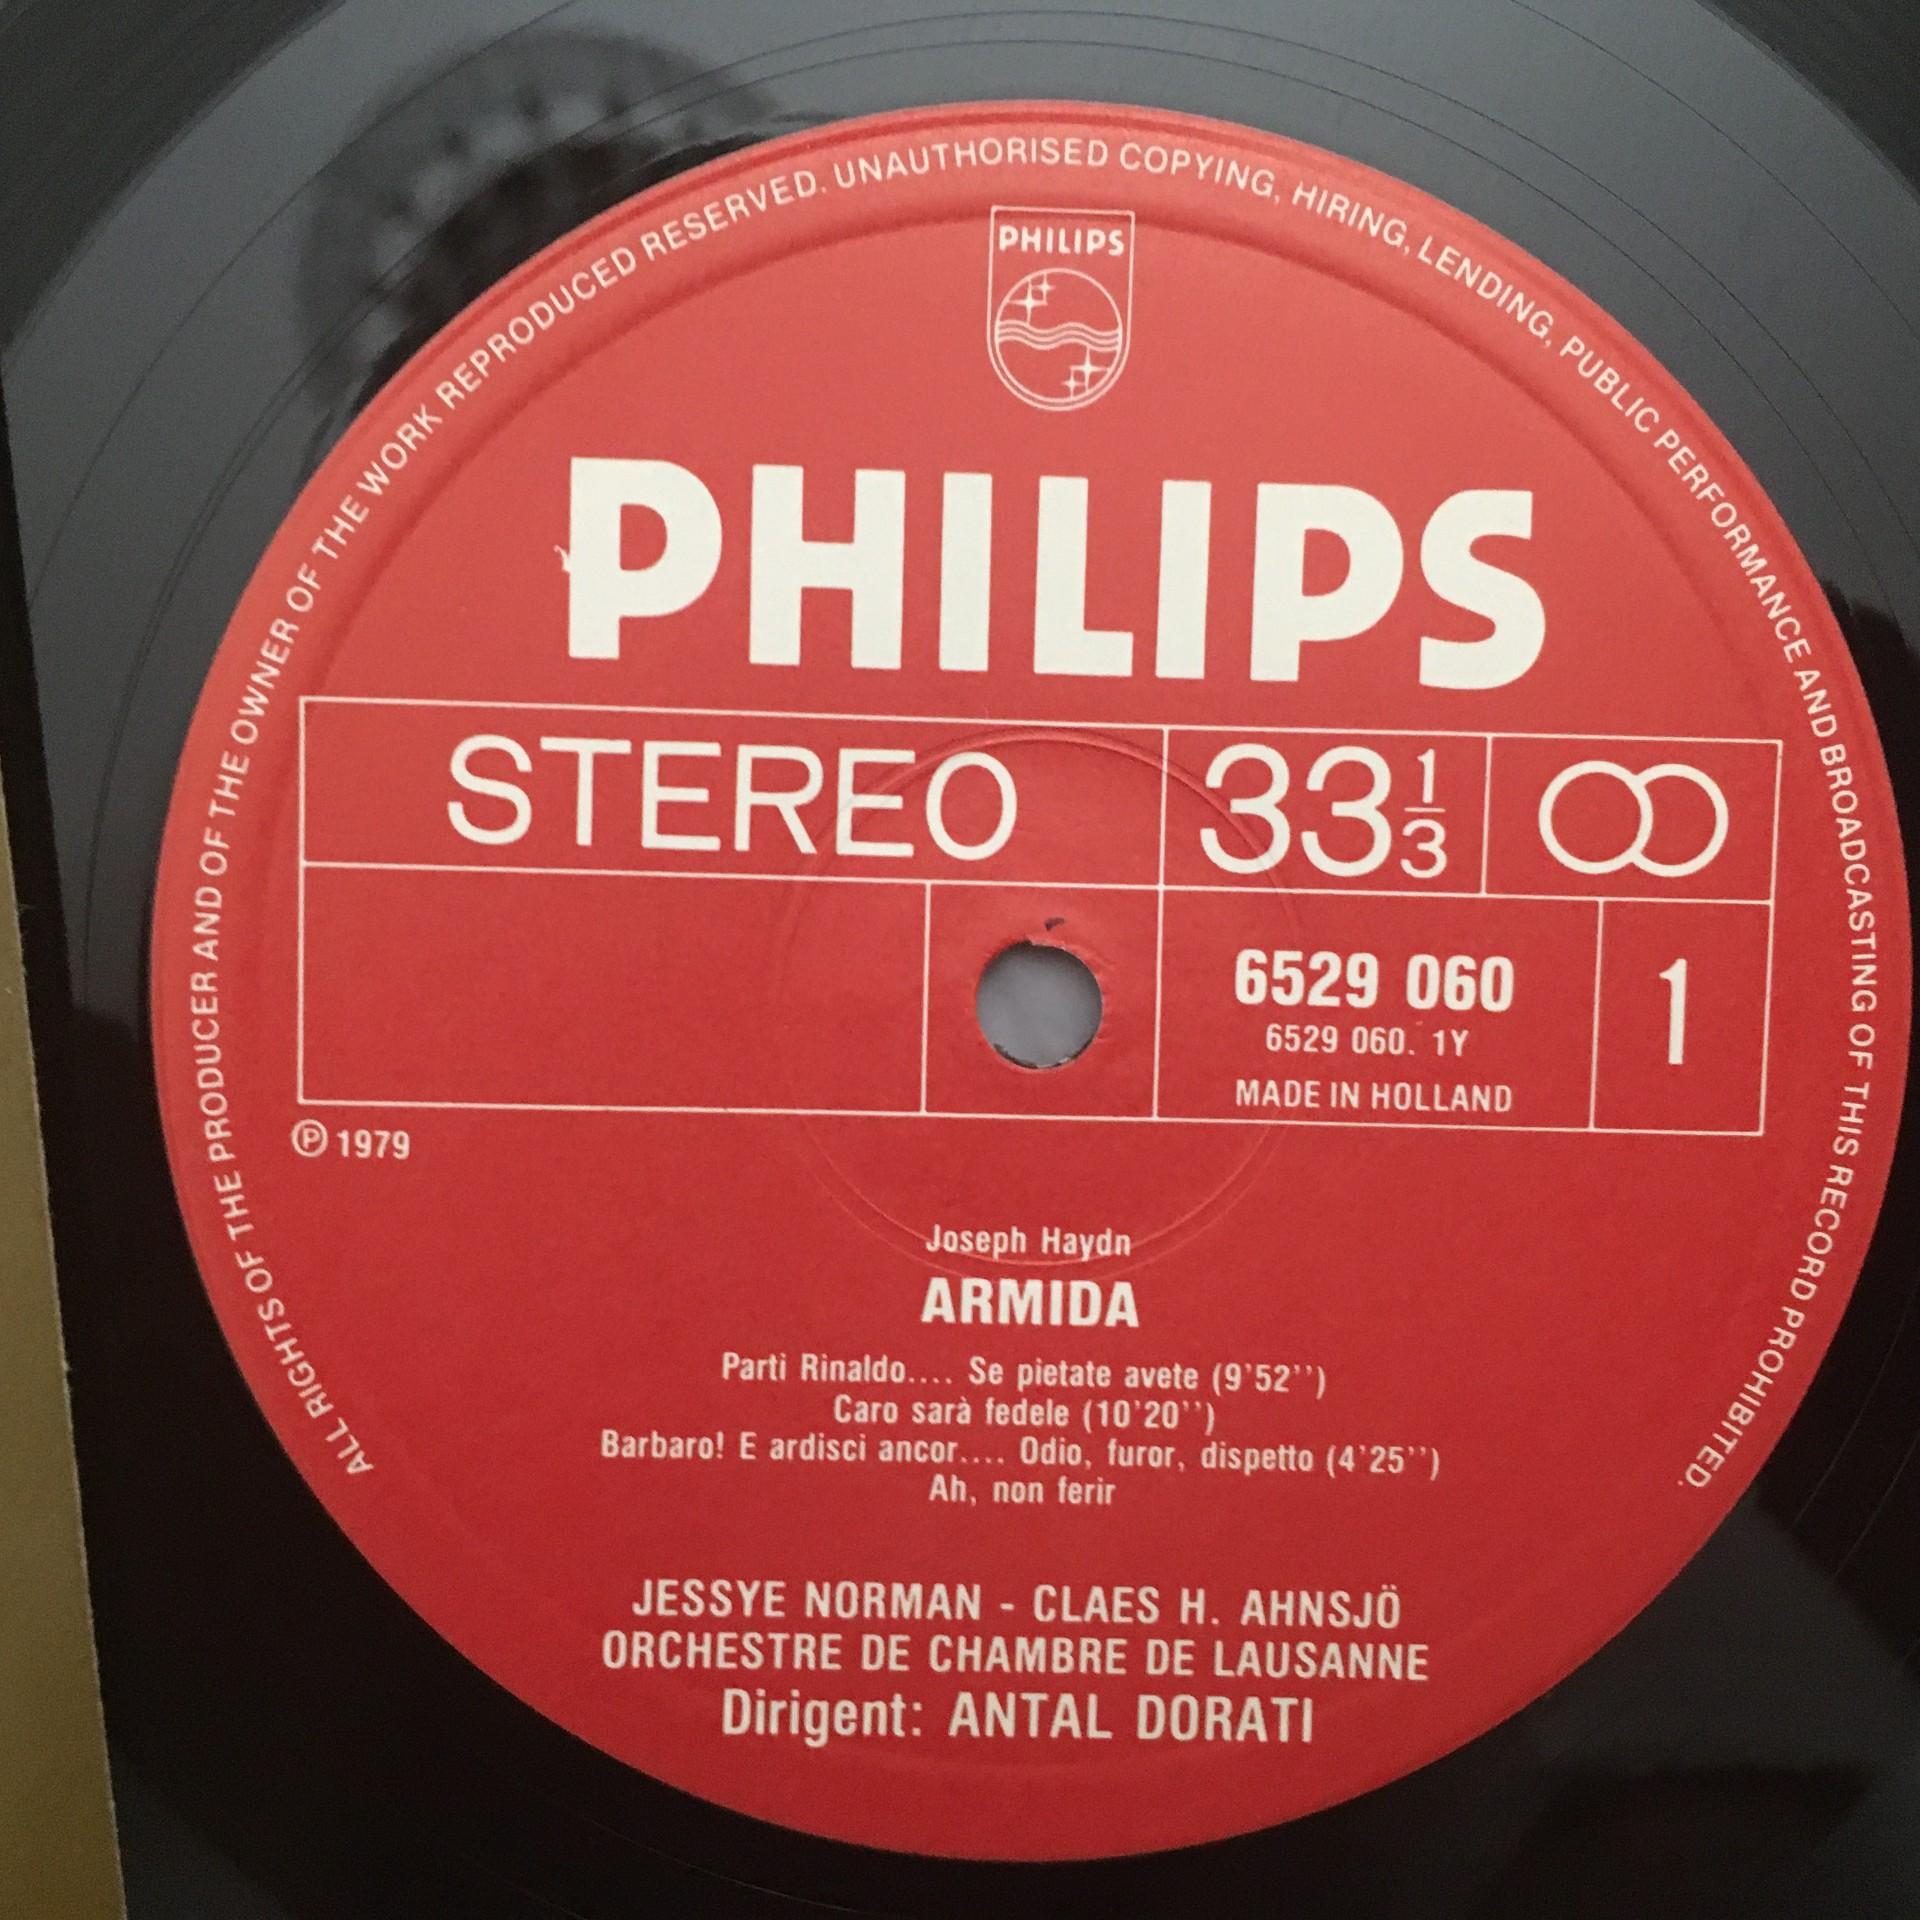 ALL RIGHTS OF THE PRODUCER AND OF THE OWNER OF THE WORK REPRODUCED RESERVED. UNAUTHORISED COPYING, HIRING, LENDING, PUBLIC PERFORMANCE AND BROADCASTING OF THIS RECORD PROHIBITED.
PHILIPS
PHILIPS
STEREO 33 1/3
6529 060 1
6529 060. 1Y
MADE IN HOLLAND
℗ 1979
Joseph Haydn
ARMIDA
Parti Rinaldo.... Se pietate avete (9'52'')
Caro sarà fedele (10'20'')
Barbaro! E ardisci ancor.... Odio, furor, dispetto (4'25'')
Ah, non ferir
JESSYE NORMAN - CLAES H. AHNSJÖ
ORCHESTRE DE CHAMBRE DE LAUSANNE
Dirigent: ANTAL DORATI